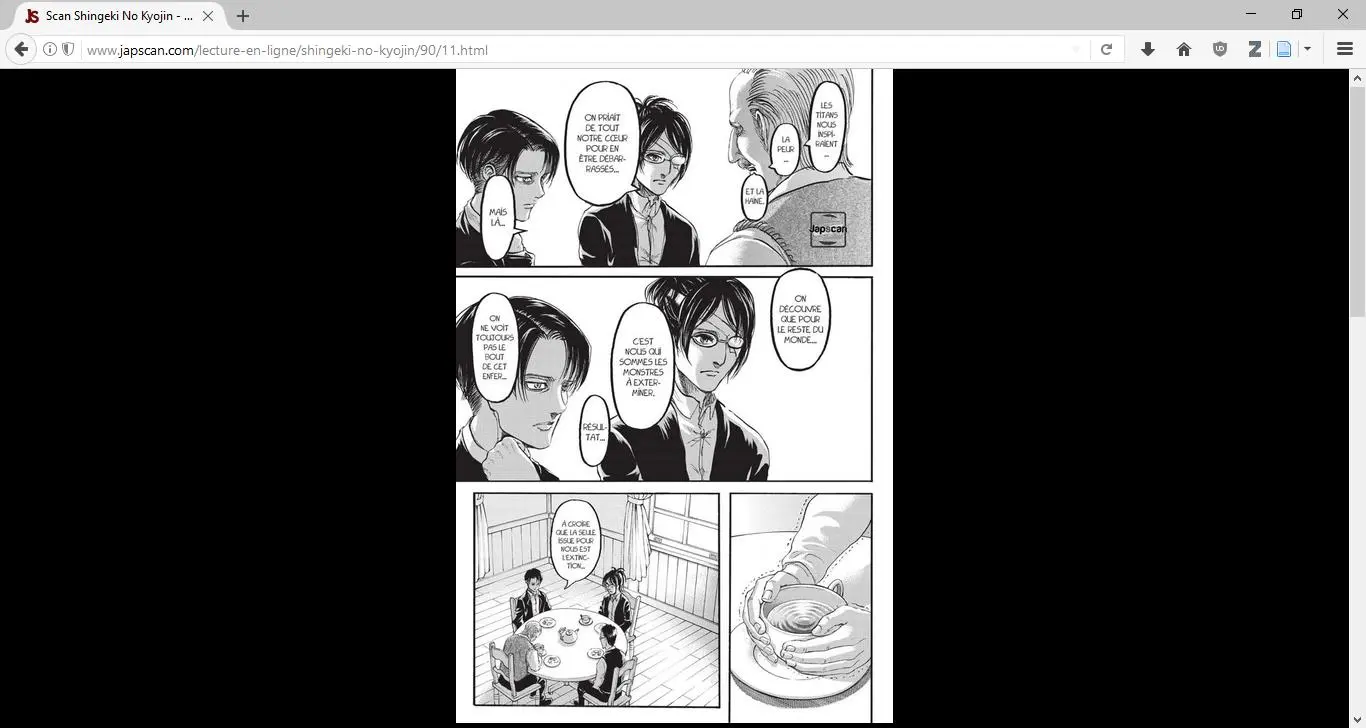 Scan Shingeki No Kyojin - ...
www.japscan.com/lecture-en-ligne/shingeki-no-kyojin/90/11.html
LES
TITANS
NOUS
INSPI-
RAIENT
...
LA
PEUR
...
ET LA
HAINE.
ON PRIAIT
DE TOUT
NOTRE CŒUR
POUR EN
ÊTRE DÉBAR-
RASSÉS...
MAIS
LÀ...
Japscan
ON
DÉCOUVRE
QUE POUR
LE RESTE DU
MONDE...
C'EST
NOUS QUI
SOMMES LES
MONSTRES
À EXTER-
MINER.
RÉSUL-
TAT...
ON
NE VOIT
TOUJOURS
PAS LE
BOUT
DE CET
ENFER...
À CROIRE
QUE LA SEULE
ISSUE POUR
NOUS EST
L'EXTINC-
TION...